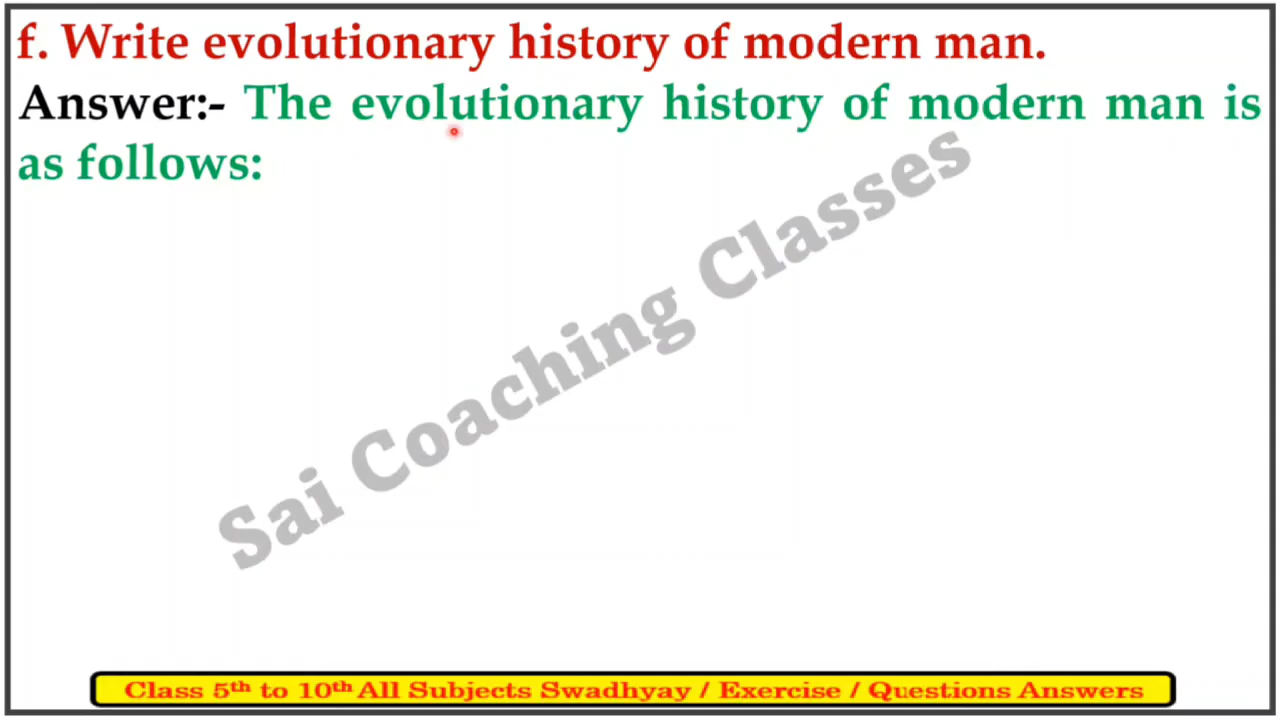 f. Write evolutionary history of modern man.
Answer:- The evolutionary history of modern man is
as follows:
Sai Coaching Classes
Class 5th to 10th All Subjects Swadhyay / Exercise / Questions Answers